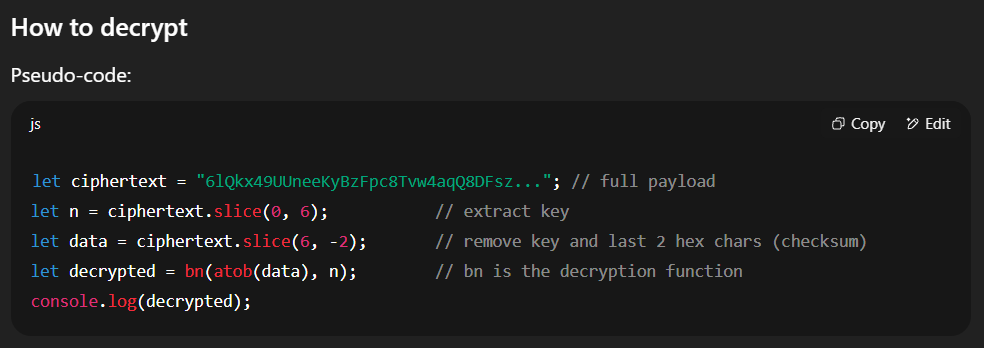 How to decrypt
Pseudo-code:
js
Copy
Edit
let ciphertext = "6lQkx49UUneeKyBzFpc8Tvw4aqQ8DFsz..."; // full payload
let n = ciphertext.slice(0, 6); // extract key
let data = ciphertext.slice(6, -2); // remove key and last 2 hex chars (checksum)
let decrypted = bn(atob(data), n); // bn is the decryption function
console.log(decrypted);